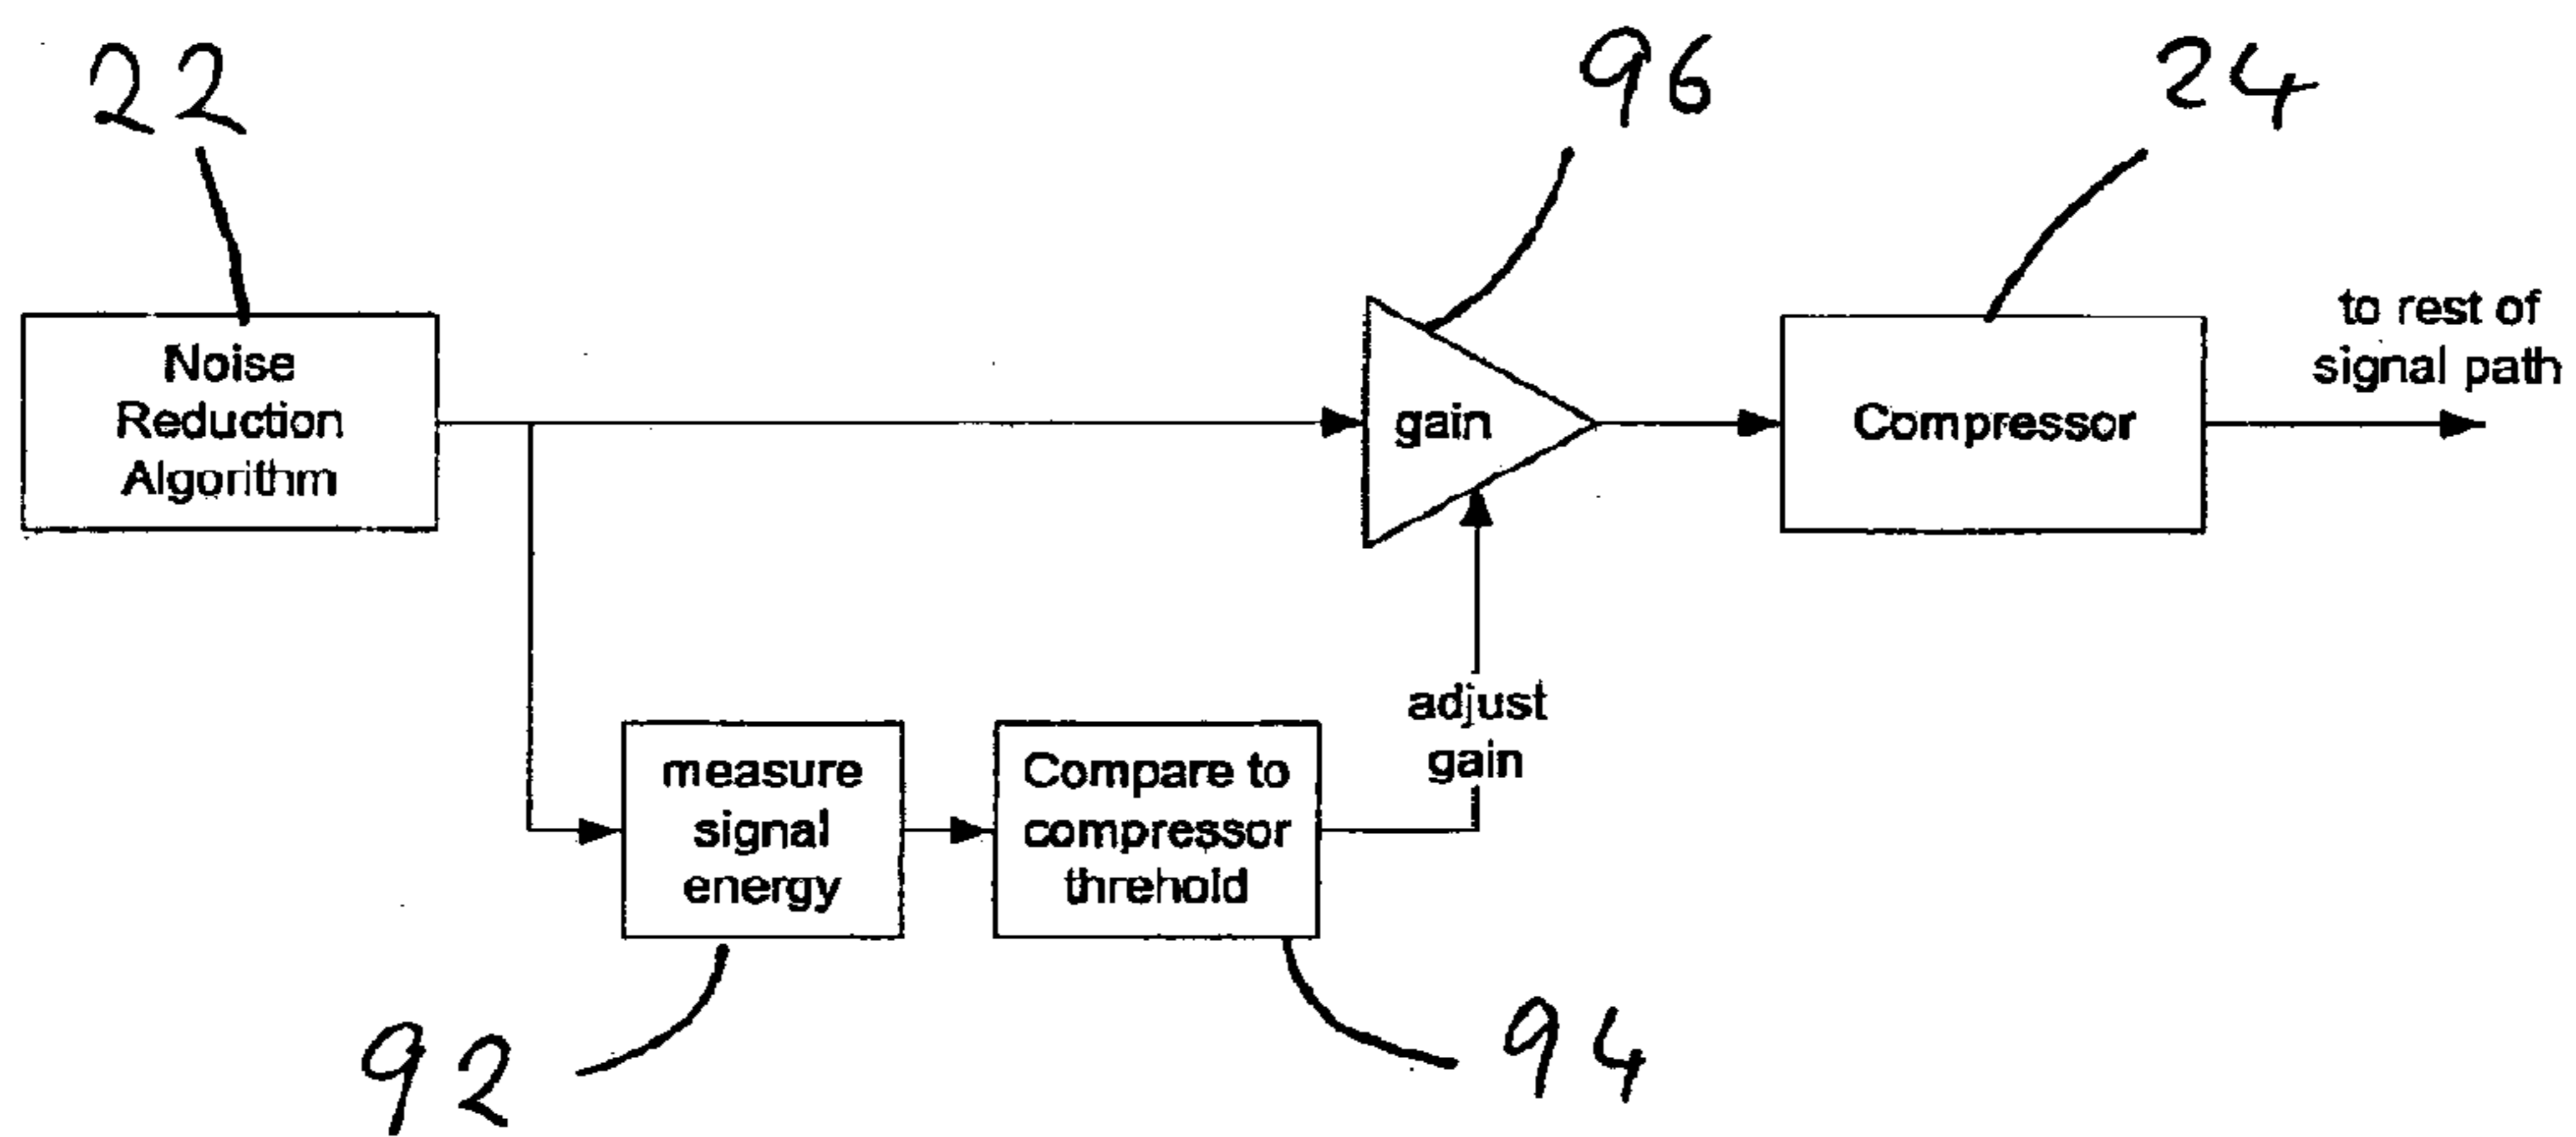 22
96
24
Noise
Reduction
Algorithm
gain
Compressor
to rest of
signal path
adjust
gain
measure
signal
energy
Compare to
compressor
threhold
92
94